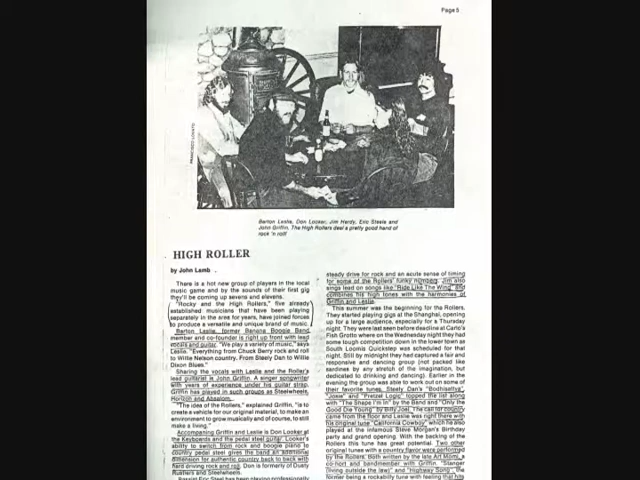 Page 5
FRANCISCO LOVATO
Barton Leslie, Don Looker, Jim Hardy, Eric Steele and
John Griffin. The High Rollers deal a pretty good hand of
rock 'n roll!
HIGH ROLLER
by John Lamb
There is a hot new group of players in the local
music game and by the sounds of their first gig
they'll be coming up sevens and elevens.
"Rocky and the High Rollers," five already
established musicians that have been playing
separately in the area for years, have joined forces
to produce a versatile and unique brand of music.
Barton Leslie, former Banana Boogie Band
member and co-founder is right up front with lead
vocals and guitar. "We play a variety of music," says
Leslie. "Everything from Chuck Berry rock and roll
to Willie Nelson country. From Steely Dan to Willie
Dixon Blues."
Sharing the vocals with Leslie and the Roller's
lead guitarist is John Griffin. A singer songwriter
with years of experience under his guitar strap,
Griffin has played in such groups as Steelwheels,
Horizon and Absalom.
"The idea of the Rollers," explained Griffin, "is to
create a vehicle for our original material, to make an
environment to grow musically and of course, to still
make a living."
Accompanying Griffin and Leslie is Don Looker at
the Keyboards and the pedal steel guitar. Looker's
ability to switch from rock and boogie piano to
country pedal steel gives the band an additional
dimension for authentic country back to back with
hard driving rock and roll. Don is formerly of Dusty
Rusthers and Steelwheels.
Bassist Eric Steel has been playing professionally
steady drive for rock and an acute sense of timing
for some of the Rollers' funky numbers. Jim also
sings lead on songs like "Ride Like The Wind" and
combines his high tones with the harmonies of
Griffin and Leslie.
This summer was the beginning for the Rollers.
They started playing gigs at the Shanghai, opening
up for a large audience, especially for a Thursday
night. They were last seen before deadline at Carlo's
Fish Grotto where on the Wednesday night they had
some tough competition down in the lower town as
South Loomis Quickstep was scheduled for that
night. Still by midnight they had captured a fair and
responsive and dancing group (not packed like
sardines by any stretch of the imagination, but
dedicated to drinking and dancing). Earlier in the
evening the group was able to work out on some of
their favorite tunes. Steely Dan's "Bodhisattva",
"Josie" and "Pretzel Logic" topped the list along
with "The Shape I'm In" by the Band and "Only the
Good Die Young" by Billy Joel. The call for country
came from the floor and Leslie was right there with
his original tune "California Cowboy" which he also
played at the infamous Steve Morgan's Birthday
party and grand opening. With the backing of the
Rollers this tune has great potential. Two other
original tunes with a country flavor were performed
by the Rollers. Both written by the late Art Momi, a
co-hort and bandmember with Griffin. "Stanger
(living outside the law)" and "Highway Song", the
former being a rockabilly tune with feeling that hits